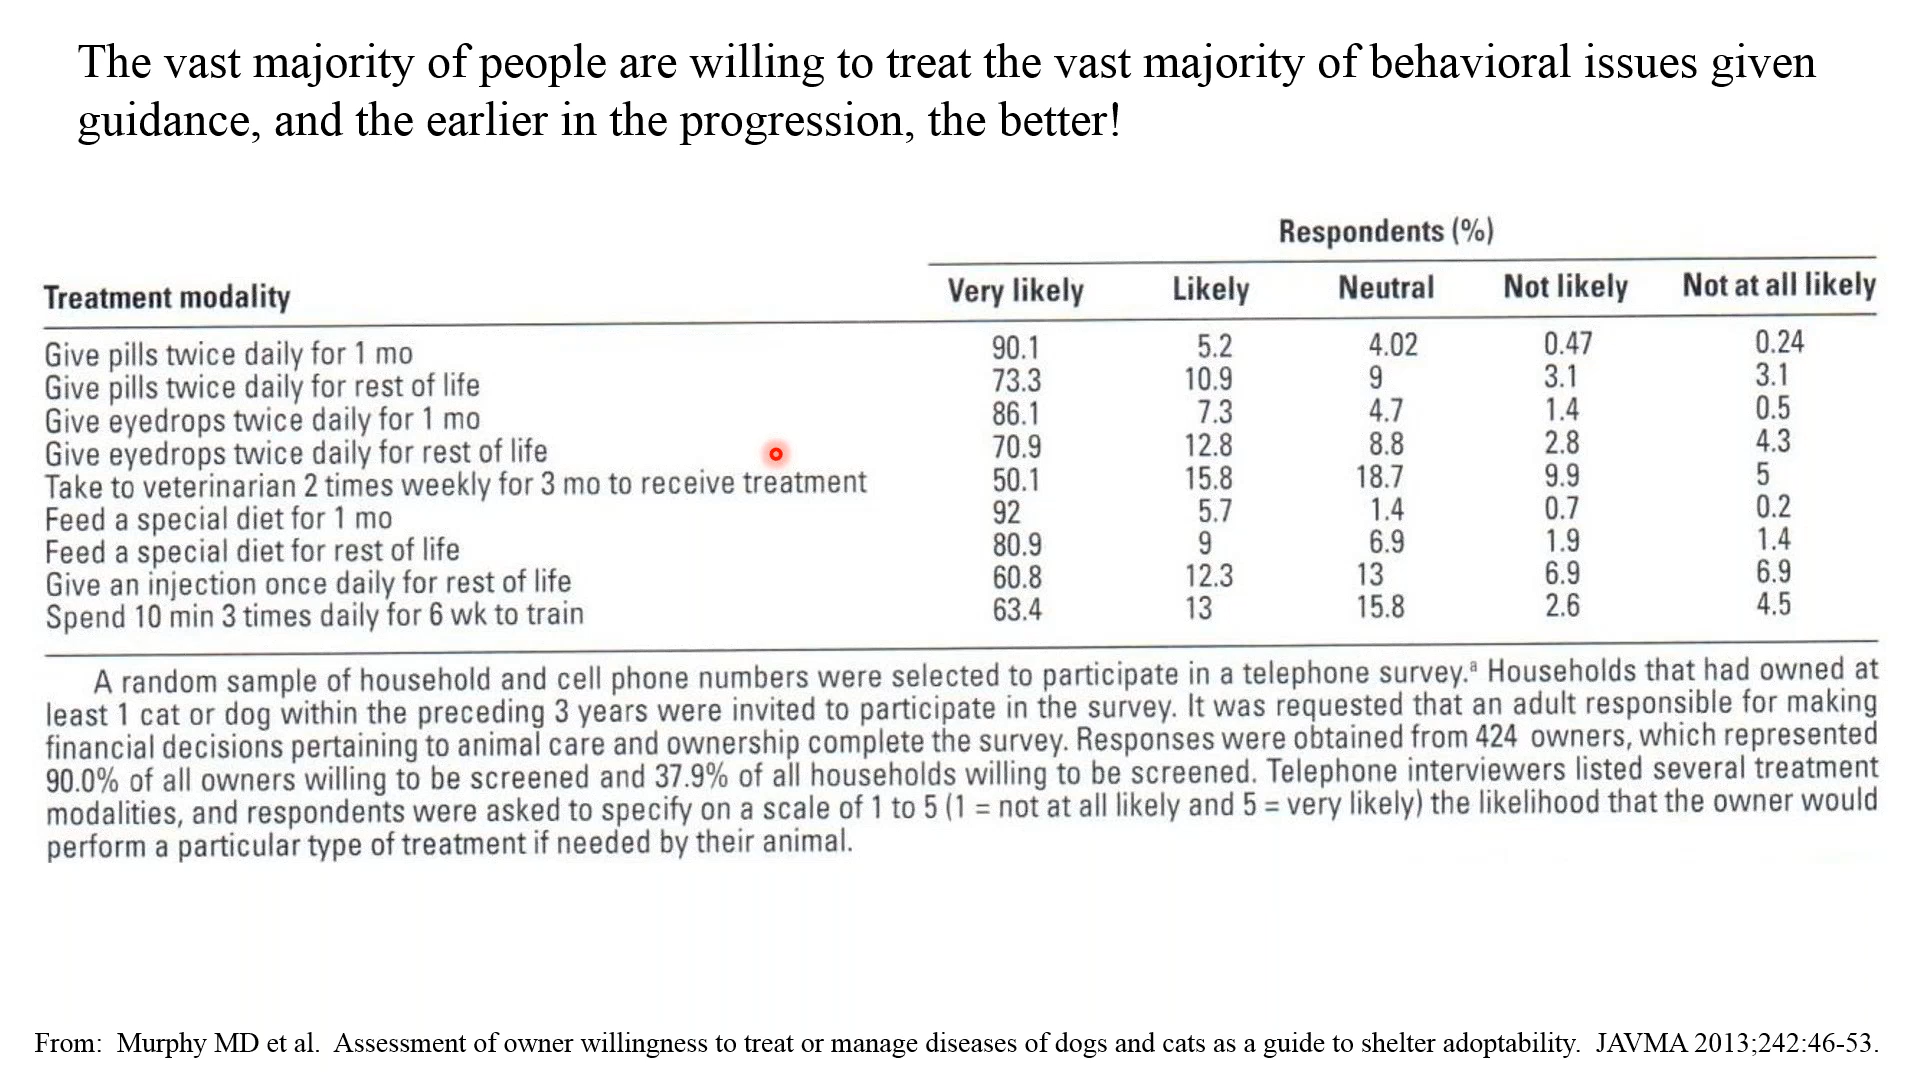 The vast majority of people are willing to treat the vast majority of behavioral issues given
guidance, and the earlier in the progression, the better!
Respondents (%)
Treatment modality Very likely Likely Neutral Not likely Not at all likely
Give pills twice daily for 1 mo 90.1 5.2 4.02 0.47 0.24
Give pills twice daily for rest of life 73.3 10.9 9 3.1 3.1
Give eyedrops twice daily for 1 mo 86.1 7.3 4.7 1.4 0.5
Give eyedrops twice daily for rest of life 70.9 12.8 8.8 2.8 4.3
Take to veterinarian 2 times weekly for 3 mo to receive treatment 50.1 15.8 18.7 9.9 5
Feed a special diet for 1 mo 92 5.7 1.4 0.7 0.2
Feed a special diet for rest of life 80.9 9 6.9 1.9 1.4
Give an injection once daily for rest of life 60.8 12.3 13 6.9 6.9
Spend 10 min 3 times daily for 6 wk to train 63.4 13 15.8 2.6 4.5
A random sample of household and cell phone numbers were selected to participate in a telephone survey.ª Households that had owned at
least 1 cat or dog within the preceding 3 years were invited to participate in the survey. It was requested that an adult responsible for making
financial decisions pertaining to animal care and ownership complete the survey. Responses were obtained from 424 owners, which represented
90.0% of all owners willing to be screened and 37.9% of all households willing to be screened. Telephone interviewers listed several treatment
modalities, and respondents were asked to specify on a scale of 1 to 5 (1 = not at all likely and 5 = very likely) the likelihood that the owner would
perform a particular type of treatment if needed by their animal.
From: Murphy MD et al. Assessment of owner willingness to treat or manage diseases of dogs and cats as a guide to shelter adoptability. JAVMA 2013;242:46-53.